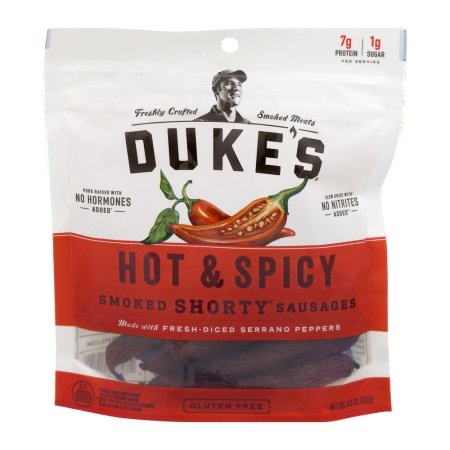 7g PROTEIN 1g SUGAR
PER SERVING
Freshly Crafted Smoked Meats
DUKE'S
PORK RAISED WITH
NO HORMONES
ADDED
SLOW DRIED WITH
NO NITRITES
ADDED*
HOT & SPICY
SMOKED SHORTY SAUSAGES
Made with FRESH-DICED SERRANO PEPPERS
GLUTEN FREE